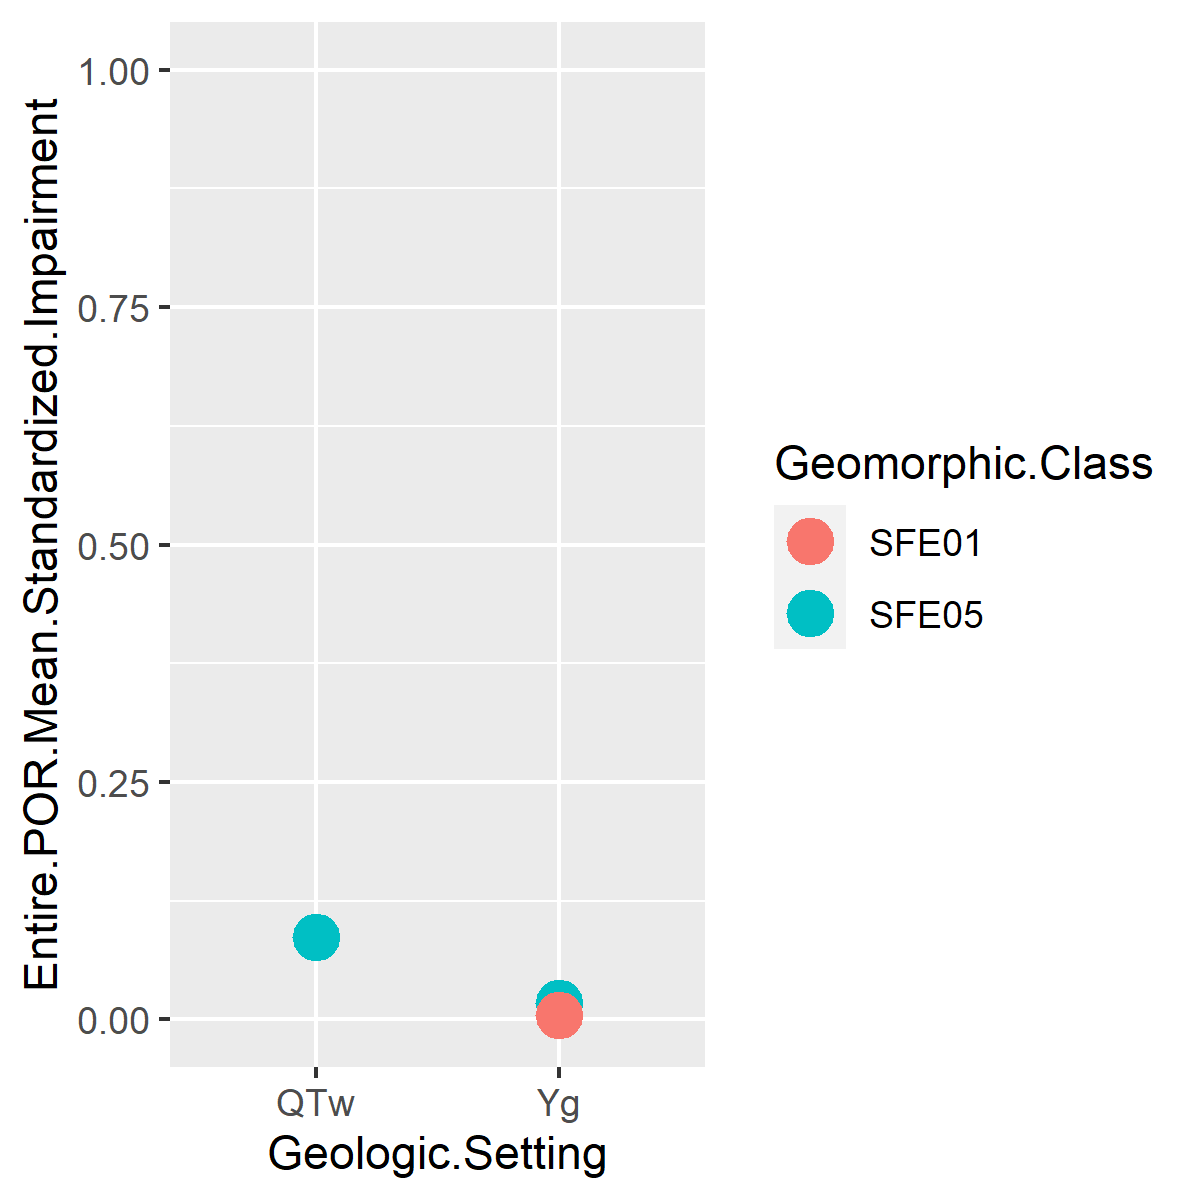 Entire.POR.Mean.Standardized.Impairment
1.00
0.75
0.50
0.25
0.00
QTw
Yg
Geologic.Setting
Geomorphic.Class
SFE01
SFE05